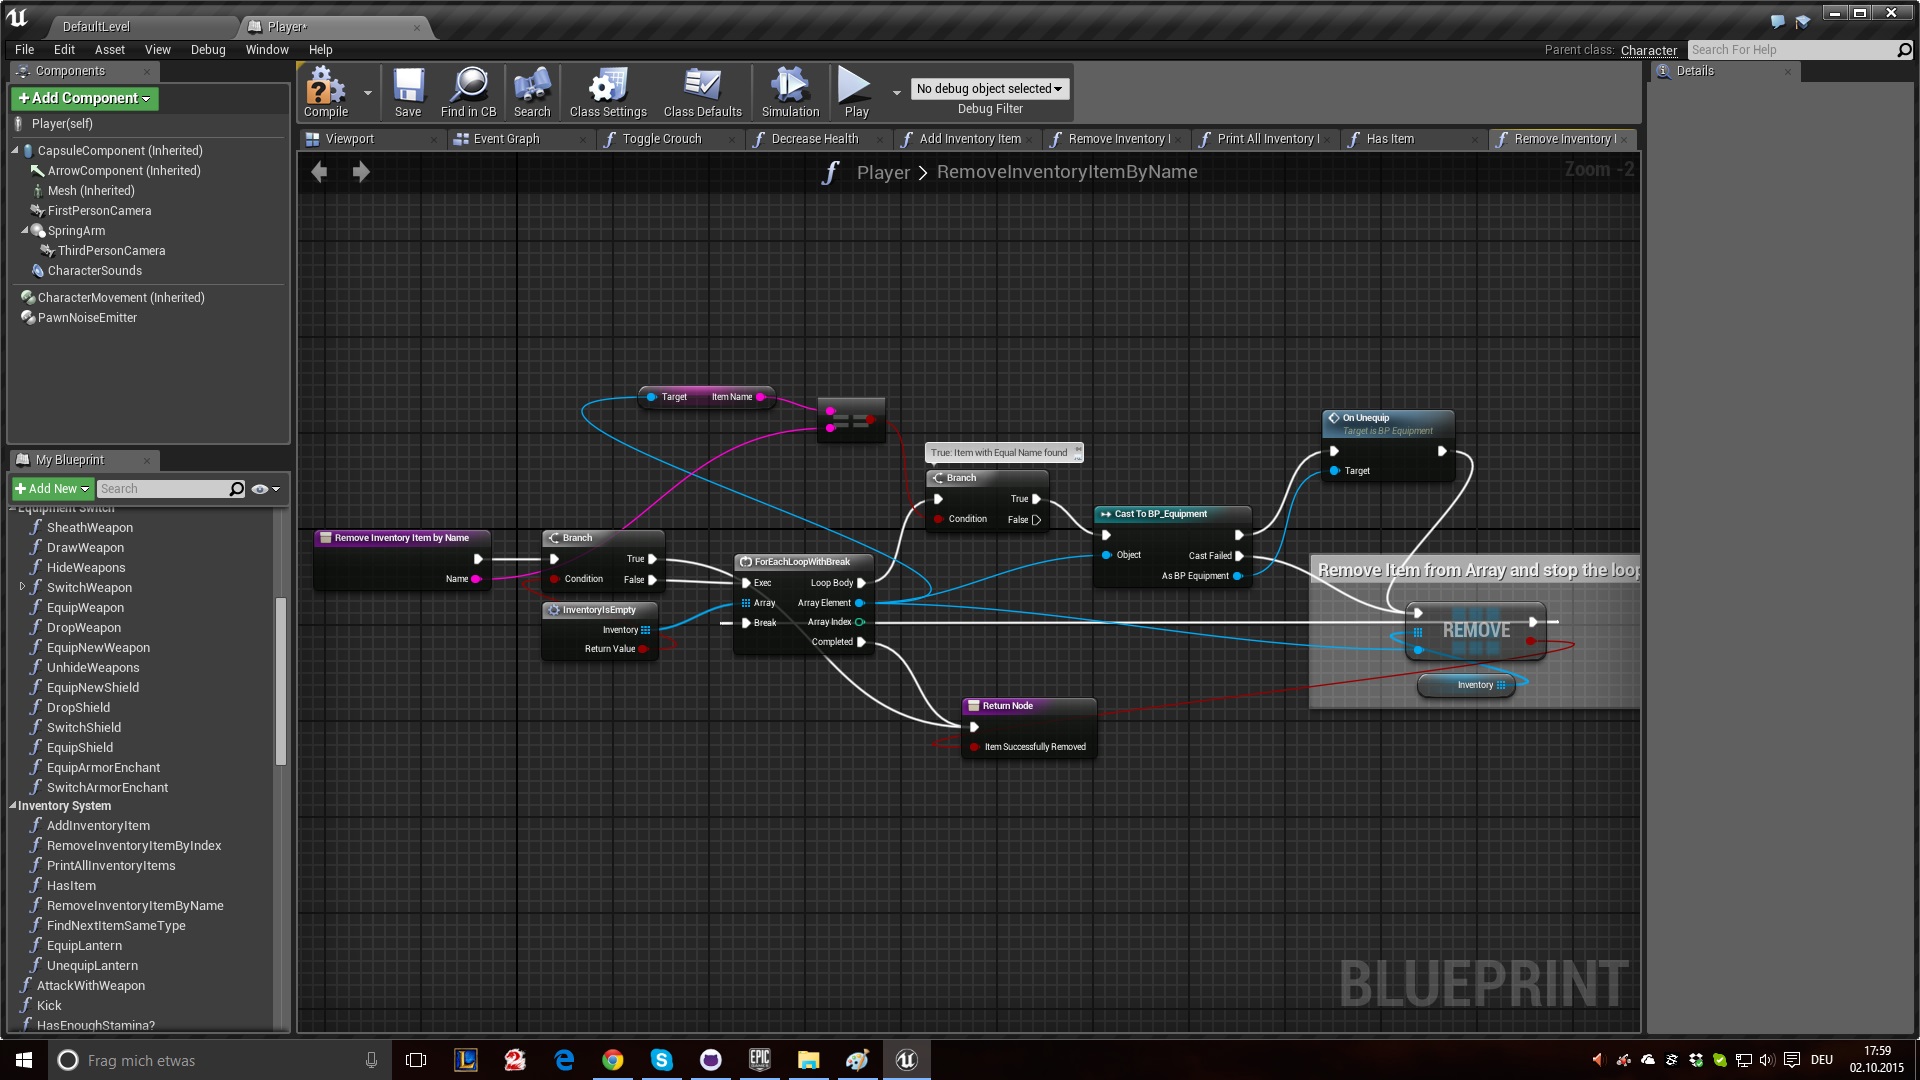 DefaultLevel
Player*
File Edit Asset View Debug Window Help
Parent class: Character
Search For Help
Components
Details
+Add Component
Compile
Save
Find in CB
Search
Class Settings
Class Defaults
Simulation
Play
No debug object selected
Debug Filter
Player(self)
CapsuleComponent (Inherited)
ArrowComponent (Inherited)
Mesh (Inherited)
FirstPersonCamera
SpringArm
ThirdPersonCamera
CharacterSounds
CharacterMovement (Inherited)
PawnNoiseEmitter
Viewport
Event Graph
Toggle Crouch
Decrease Health
Add Inventory Item
Remove Inventory I
Print All Inventory I
Has Item
Remove Inventory I
Player > RemoveInventoryItemByName
Zoom -2
My Blueprint
+Add New
Search
Equipment Switch
SheathWeapon
DrawWeapon
HideWeapons
SwitchWeapon
EquipWeapon
DropWeapon
EquipNewWeapon
UnhideWeapons
EquipNewShield
DropShield
SwitchShield
EquipShield
EquipArmorEnchant
SwitchArmorEnchant
Inventory System
AddInventoryItem
RemoveInventoryItemByIndex
PrintAllInventoryItems
HasItem
RemoveInventoryItemByName
FindNextItemSameType
EquipLantern
UnequipLantern
AttackWithWeapon
Kick
HasEnoughStamina?
Target Item Name
==
True: Item with Equal Name found
Branch
True
Condition False
On Unequip
Target is BP Equipment
Target
Cast To BP_Equipment
Object Cast Failed
As BP Equipment
Remove Inventory Item by Name
Name
Branch
True
Condition False
InventoryIsEmpty
Inventory
Return Value
ForEachLoopWithBreak
Exec Loop Body
Array Array Element
Break Array Index
Completed
Remove Item from Array and stop the loop
REMOVE
Inventory
Return Node
Item Successfully Removed
BLUEPRINT
Frag mich etwas
EPIC
DEU
17:59
02.10.2015